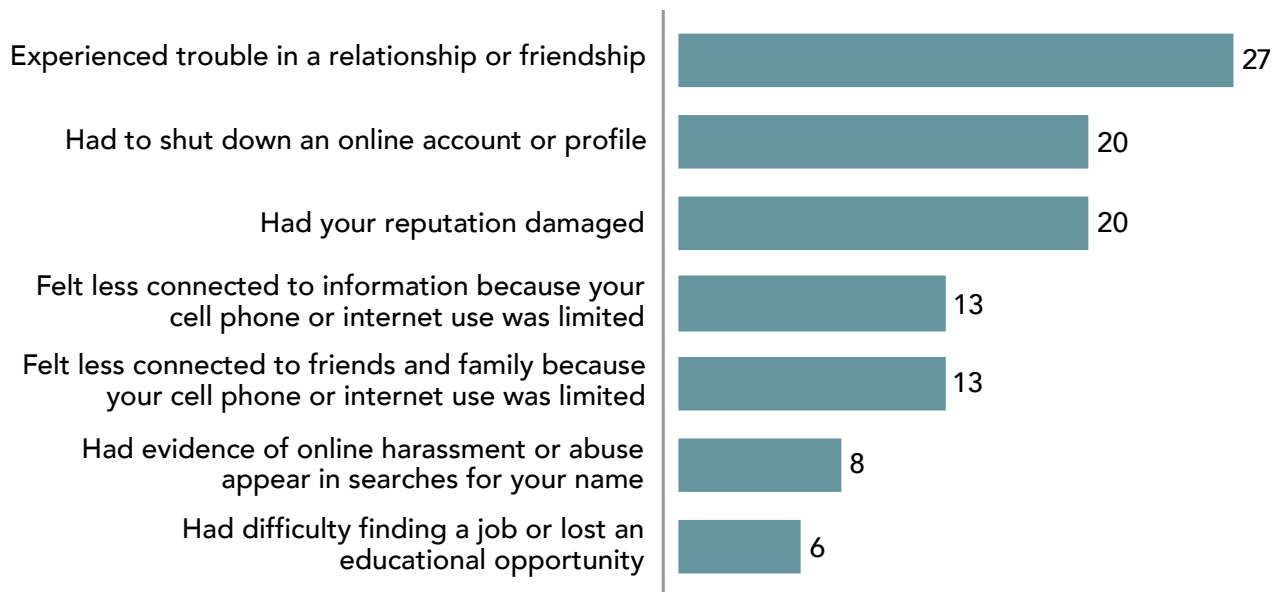 Experienced trouble in a relationship or friendship 27
Had to shut down an online account or profile 20
Had your reputation damaged 20
Felt less connected to information because your
cell phone or internet use was limited 13
Felt less connected to friends and family because
your cell phone or internet use was limited 13
Had evidence of online harassment or abuse
appear in searches for your name 8
Had difficulty finding a job or lost an
educational opportunity 6